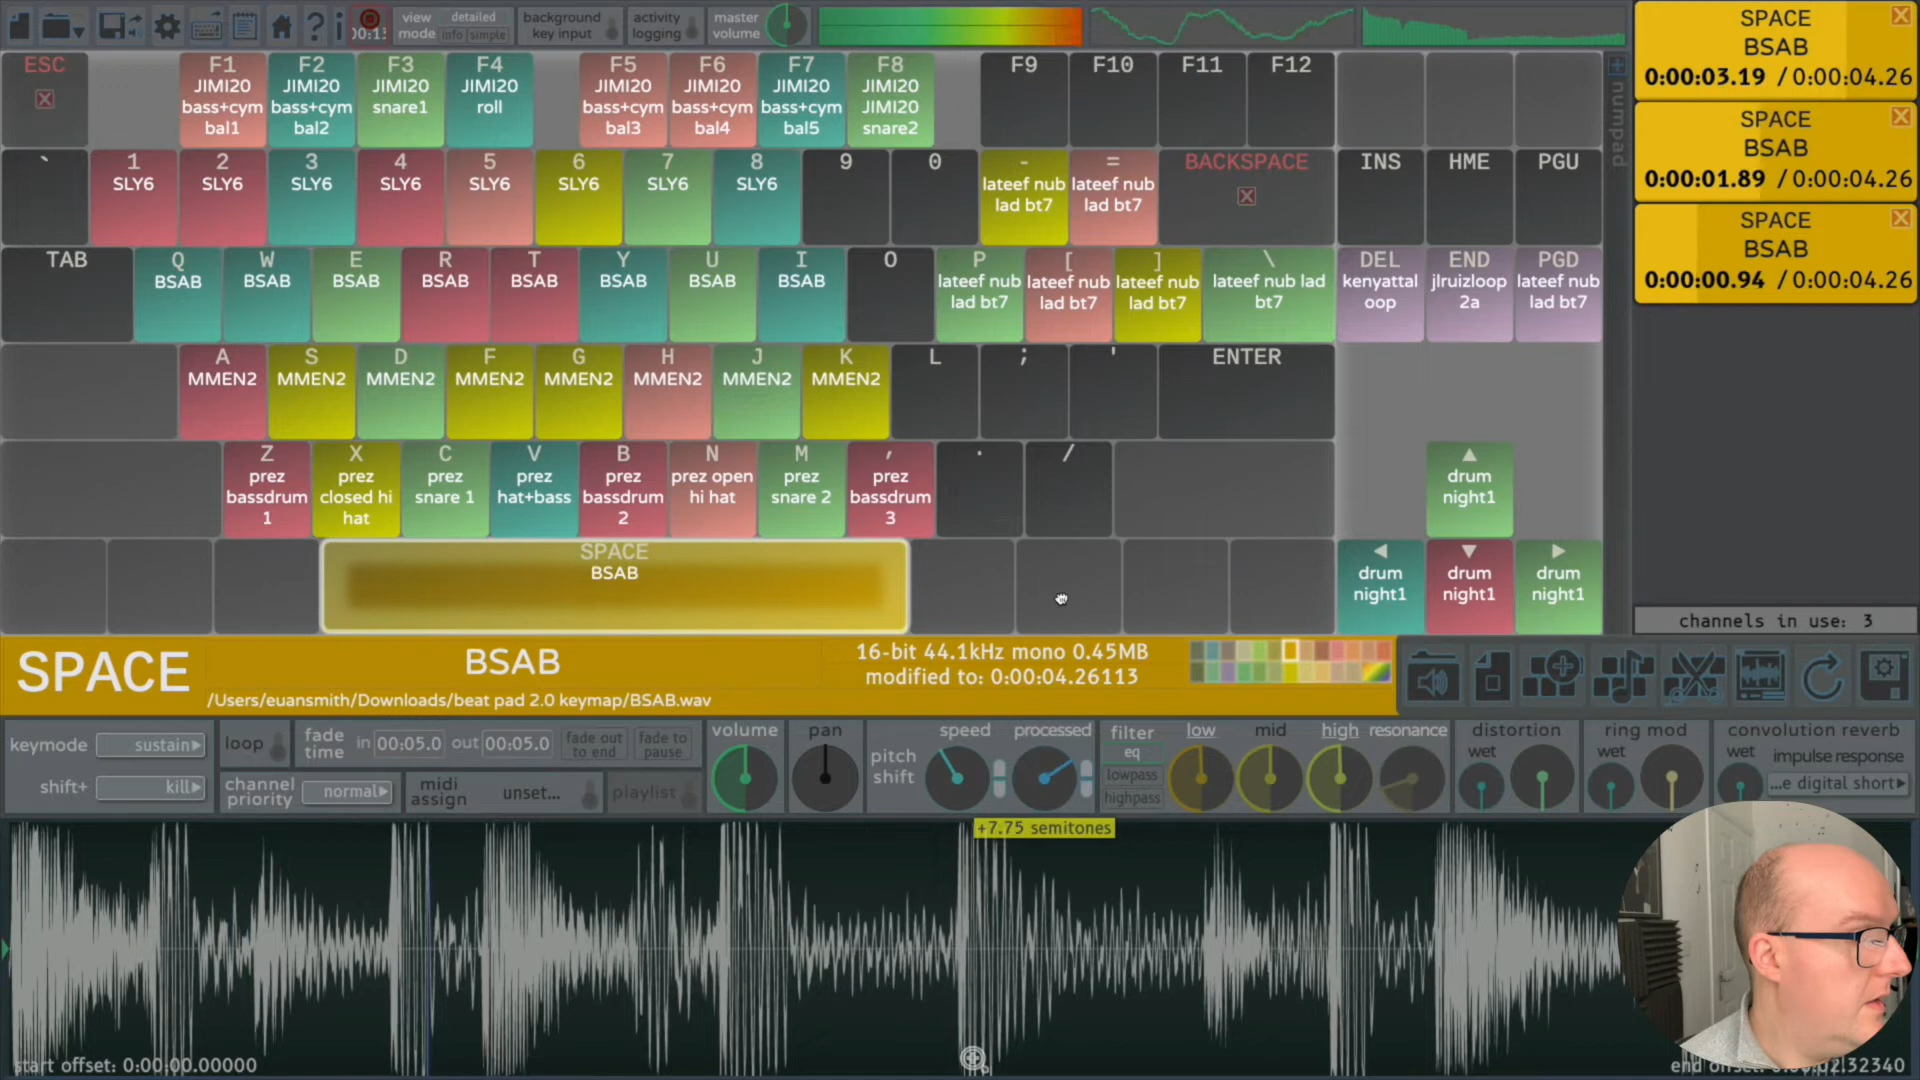 00:13
view mode
detailed
info simple
background key input
activity logging
master volume
ESC
F1 JIMI20 bass+cym bal1
F2 JIMI20 bass+cym bal2
F3 JIMI20 snare1
F4 JIMI20 roll
F5 JIMI20 bass+cym bal3
F6 JIMI20 bass+cym bal4
F7 JIMI20 bass+cym bal5
F8 JIMI20 JIMI20 snare2
F9
F10
F11
F12
numpad
`
1 SLY6
2 SLY6
3 SLY6
4 SLY6
5 SLY6
6 SLY6
7 SLY6
8 SLY6
9
0
- lateef nub lad bt7
= lateef nub lad bt7
BACKSPACE
INS
HME
PGU
TAB
Q BSAB
W BSAB
E BSAB
R BSAB
T BSAB
Y BSAB
U BSAB
I BSAB
O
P lateef nub lad bt7
[ lateef nub lad bt7
] lateef nub lad bt7
\ lateef nub lad bt7
DEL kenyattal oop
END jlruizloop 2a
PGD lateef nub lad bt7
A MMEN2
S MMEN2
D MMEN2
F MMEN2
G MMEN2
H MMEN2
J MMEN2
K MMEN2
L
;
'
ENTER
Z prez bassdrum 1
X prez closed hi hat
C prez snare 1
V prez hat+bass
B prez bassdrum 2
N prez open hi hat
M prez snare 2
, prez bassdrum 3
.
/
▲ drum night1
SPACE BSAB
◀ drum night1
▼ drum night1
▶ drum night1
SPACE
BSAB
0:00:03.19 / 0:00:04.26
SPACE
BSAB
0:00:01.89 / 0:00:04.26
SPACE
BSAB
0:00:00.94 / 0:00:04.26
channels in use: 3
SPACE
BSAB
/Users/euansmith/Downloads/beat pad 2.0 keymap/BSAB.wav
16-bit 44.1kHz mono 0.45MB
modified to: 0:00:04.26113
keymode sustain▶
shift+ kill▶
loop
fade time in 00:05.0 out 00:05.0
fade out to end
fade to pause
channel priority normal▶
midi assign unset...
playlist
volume
pan
pitch shift
speed
processed
filter
eq
lowpass
highpass
low
mid
high
resonance
distortion
wet
ring mod
wet
convolution reverb
wet
impulse response
...e digital short▶
+7.75 semitones
start offset: 0:00:00.00000